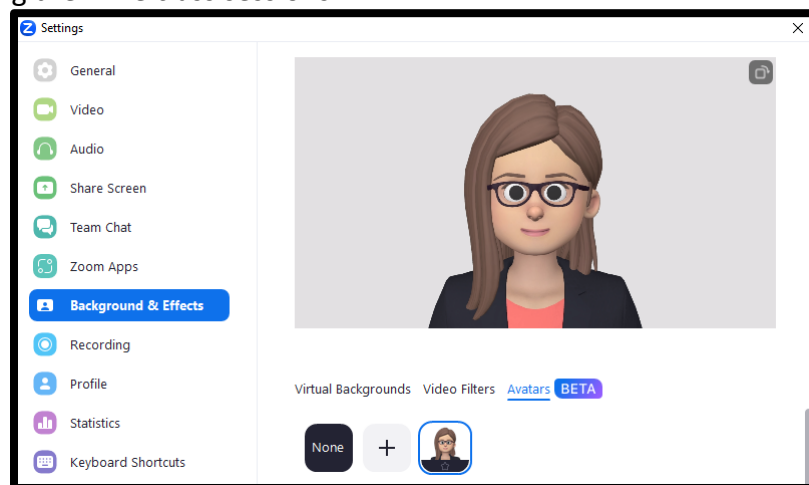 Settings
General
Video
Audio
Share Screen
Team Chat
Zoom Apps
Background & Effects
Recording
Profile
Statistics
Keyboard Shortcuts
Virtual Backgrounds Video Filters Avatars BETA
None +